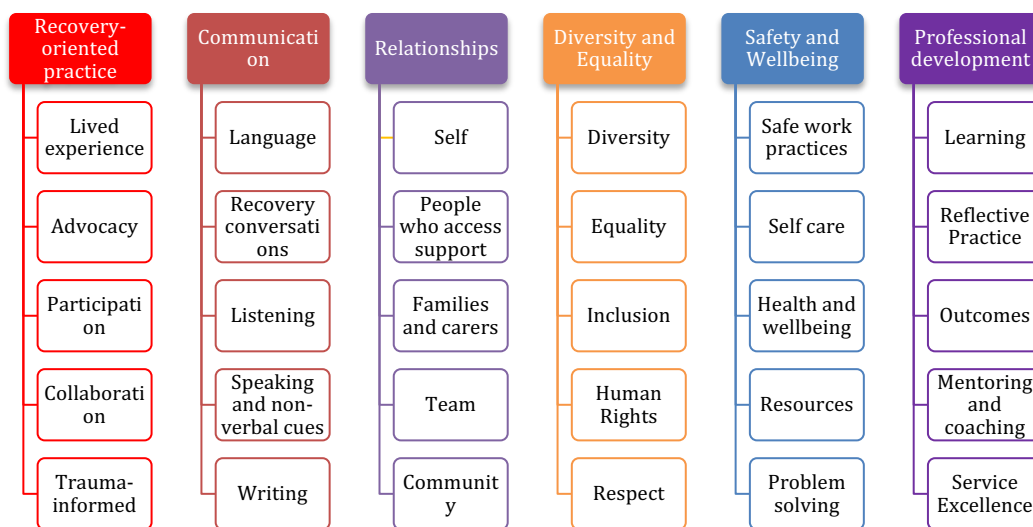 Recovery-
oriented
practice
Lived
experience
Advocacy
Participati
on
Collaborati
on
Trauma-
informed
Communicati
on
Language
Recovery
conversati
ons
Listening
Speaking
and non-
verbal cues
Writing
Relationships
Self
People
who access
support
Families
and carers
Team
Communit
y
Diversity and
Equality
Diversity
Equality
Inclusion
Human
Rights
Respect
Safety and
Wellbeing
Safe work
practices
Self care
Health and
wellbeing
Resources
Problem
solving
Professional
development
Learning
Reflective
Practice
Outcomes
Mentoring
and
coaching
Service
Excellence